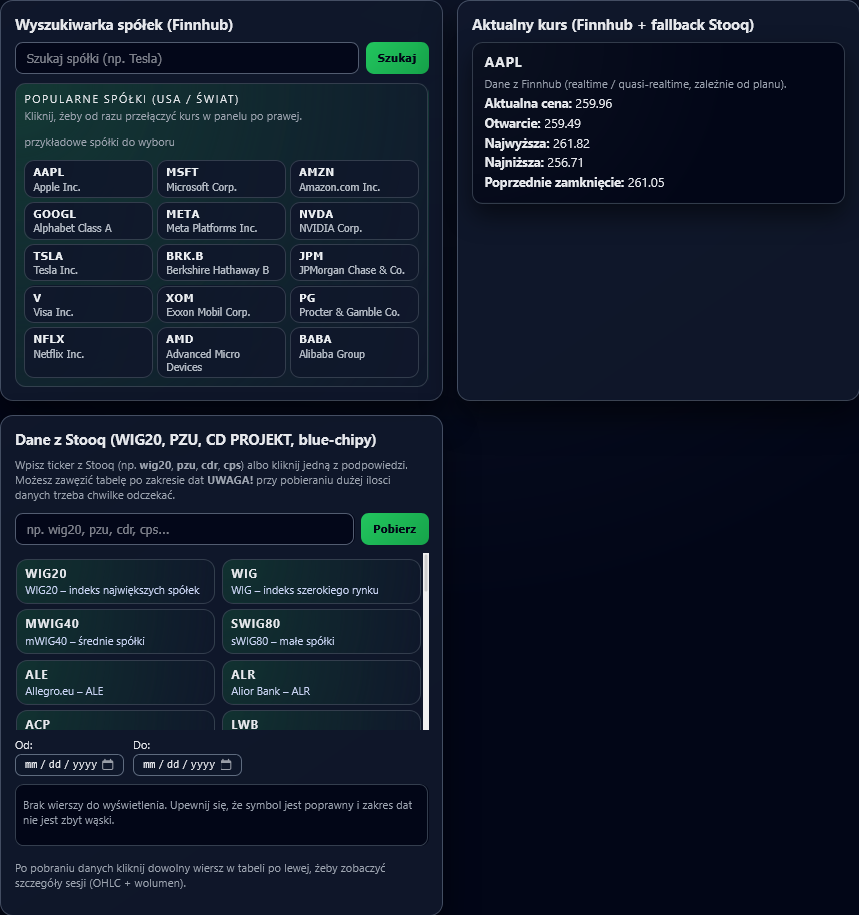 Wyszukiwarka spółek (Finnhub)
Szukaj spółki (np. Tesla)
Szukaj
POPULARNE SPÓŁKI (USA / ŚWIAT)
Kliknij, żeby od razu przełączyć kurs w panelu po prawej.
przykładowe spółki do wyboru
AAPL
Apple Inc.
MSFT
Microsoft Corp.
AMZN
Amazon.com Inc.
GOOGL
Alphabet Class A
META
Meta Platforms Inc.
NVDA
NVIDIA Corp.
TSLA
Tesla Inc.
BRK.B
Berkshire Hathaway B
JPM
JPMorgan Chase & Co.
V
Visa Inc.
XOM
Exxon Mobil Corp.
PG
Procter & Gamble Co.
NFLX
Netflix Inc.
AMD
Advanced Micro
Devices
BABA
Alibaba Group
Aktualny kurs (Finnhub + fallback Stooq)
AAPL
Dane z Finnhub (realtime / quasi-realtime, zależnie od planu).
Aktualna cena: 259.96
Otwarcie: 259.49
Najwyższa: 261.82
Najniższa: 256.71
Poprzednie zamknięcie: 261.05
Dane z Stooq (WIG20, PZU, CD PROJEKT, blue-chipy)
Wpisz ticker z Stooq (np. wig20, pzu, cdr, cps) albo kliknij jedną z podpowiedzi.
Możesz zawęzić tabelę po zakresie dat UWAGA! przy pobieraniu dużej ilosci
danych trzeba chwilke odczekać.
np. wig20, pzu, cdr, cps...
Pobierz
WIG20
WIG20 – indeks największych spółek
WIG
WIG – indeks szerokiego rynku
MWIG40
mWIG40 – średnie spółki
SWIG80
sWIG80 – małe spółki
ALE
Allegro.eu – ALE
ALR
Alior Bank – ALR
ACP
LWB
Od:
mm / dd / yyyy
Do:
mm / dd / yyyy
Brak wierszy do wyświetlenia. Upewnij się, że symbol jest poprawny i zakres dat
nie jest zbyt wąski.
Po pobraniu danych kliknij dowolny wiersz w tabeli po lewej, żeby zobaczyć
szczegóły sesji (OHLC + wolumen).